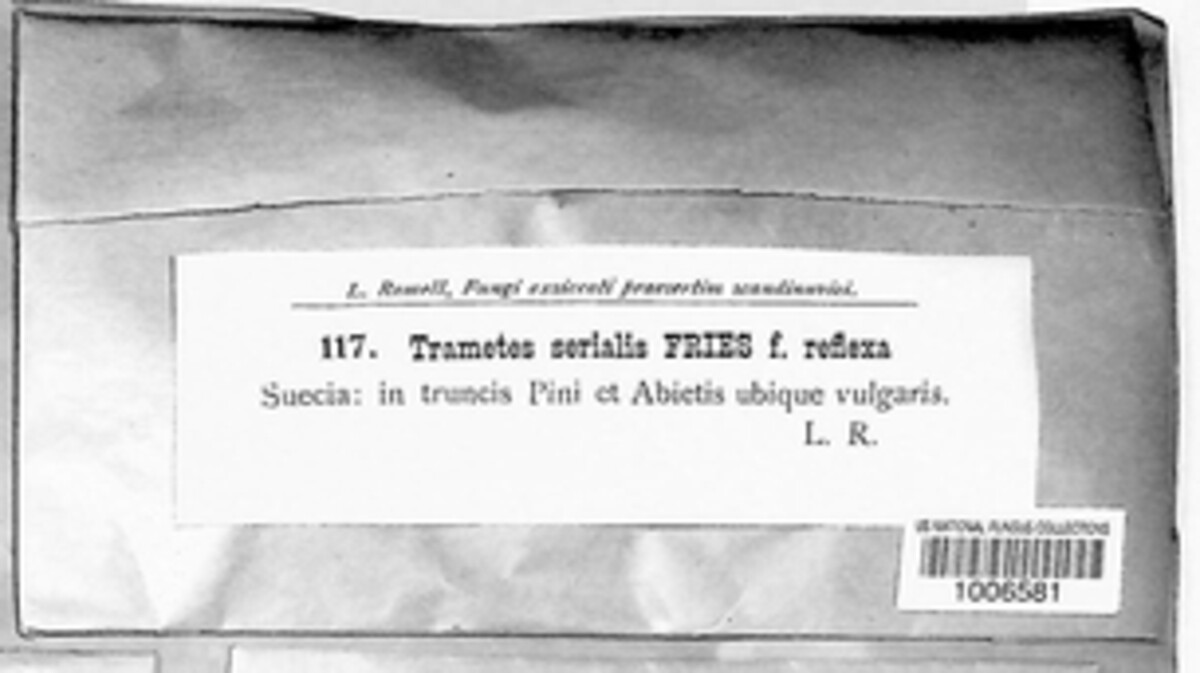 L. Romell, Fungi exsiccati præsertim scandinavici.
117. Trametes serialis FRIES f. reflexa
Suecia: in truncis Pini et Abietis ubique vulgaris.
L. R.
US NATIONAL FUNGUS COLLECTIONS
1006581